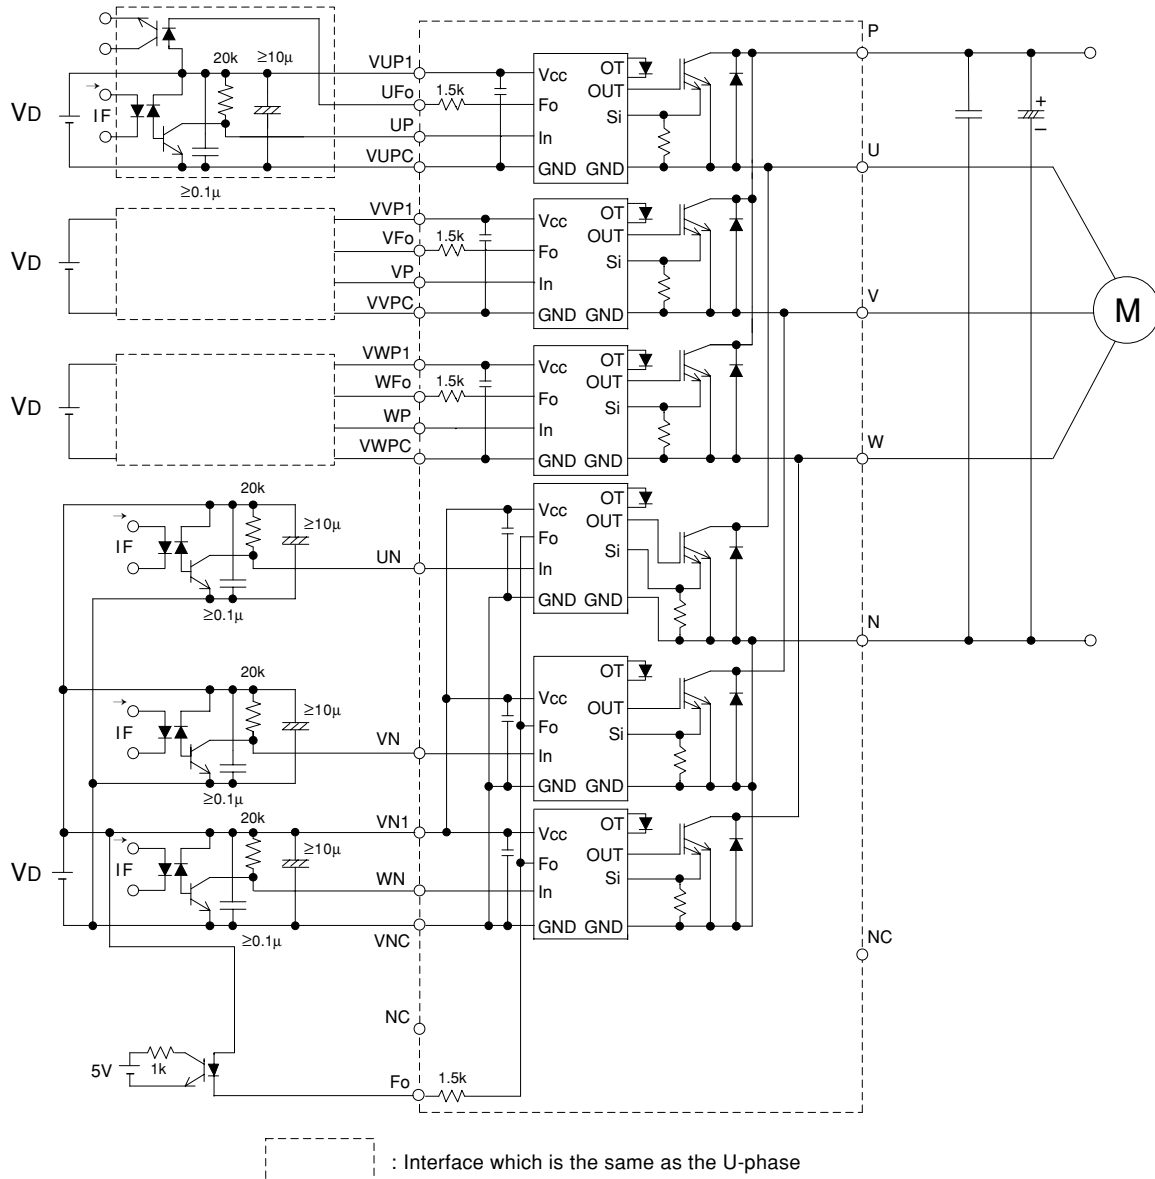 P
20k
≥10μ
VUP1
Vcc
OT
OUT
UFo
1.5k
Fo
VD
IF
Si
+
−
UP
In
VUPC
GND GND
U
≥0.1μ
VVP1
Vcc
OT
OUT
VFo
1.5k
Fo
VD
Si
VP
In
VVPC
GND GND
V
M
VWP1
Vcc
OT
OUT
WFo
1.5k
Fo
VD
Si
WP
In
VWPC
GND GND
W
20k
OT
Vcc
OUT
≥10μ
Fo
IF
Si
UN
In
GND GND
≥0.1μ
N
20k
OT
Vcc
≥10μ
OUT
IF
Fo
Si
VN
In
GND GND
≥0.1μ
20k
VN1
Vcc
OT
≥10μ
OUT
VD
IF
Fo
Si
WN
In
GND GND
≥0.1μ
VNC
NC
NC
5V
1k
Fo
1.5k
: Interface which is the same as the U-phase